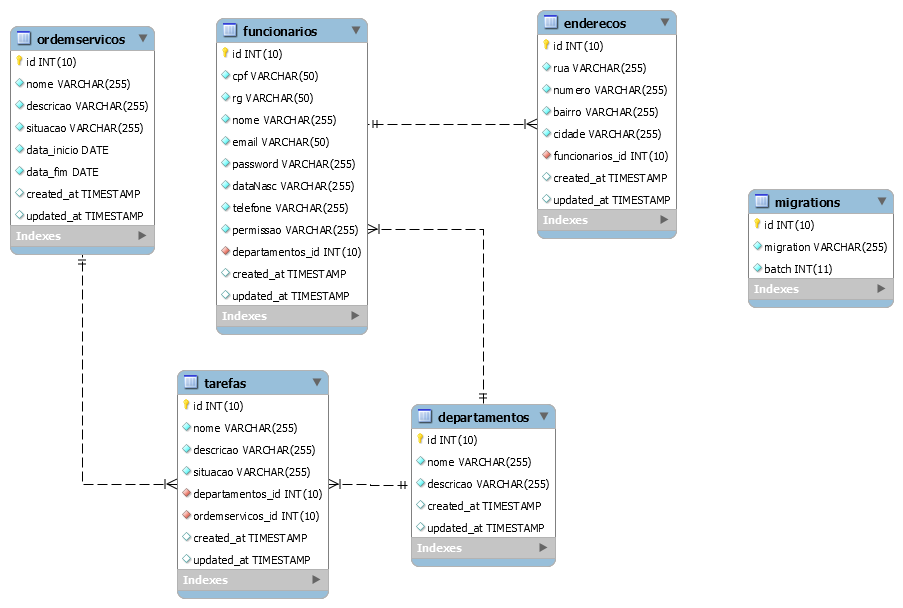 ordemservicos
id INT(10)
nome VARCHAR(255)
descricao VARCHAR(255)
situacao VARCHAR(255)
data_inicio DATE
data_fim DATE
created_at TIMESTAMP
updated_at TIMESTAMP
Indexes
funcionarios
id INT(10)
cpf VARCHAR(50)
rg VARCHAR(50)
nome VARCHAR(255)
email VARCHAR(50)
password VARCHAR(255)
dataNasc VARCHAR(255)
telefone VARCHAR(255)
permissao VARCHAR(255)
departamentos_id INT(10)
created_at TIMESTAMP
updated_at TIMESTAMP
Indexes
enderecos
id INT(10)
rua VARCHAR(255)
numero VARCHAR(255)
bairro VARCHAR(255)
cidade VARCHAR(255)
funcionarios_id INT(10)
created_at TIMESTAMP
updated_at TIMESTAMP
Indexes
migrations
id INT(10)
migration VARCHAR(255)
batch INT(11)
Indexes
tarefas
id INT(10)
nome VARCHAR(255)
descricao VARCHAR(255)
situacao VARCHAR(255)
departamentos_id INT(10)
ordemservicos_id INT(10)
created_at TIMESTAMP
updated_at TIMESTAMP
Indexes
departamentos
id INT(10)
nome VARCHAR(255)
descricao VARCHAR(255)
created_at TIMESTAMP
updated_at TIMESTAMP
Indexes